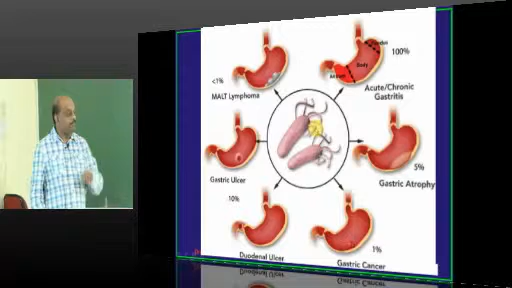 100%
Body
Antrum
Acute/Chronic
Gastritis
<1%
MALT Lymphoma
5%
Gastric Atrophy
Gastric Ulcer
10%
Duodenal Ulcer
1%
Gastric Cancer